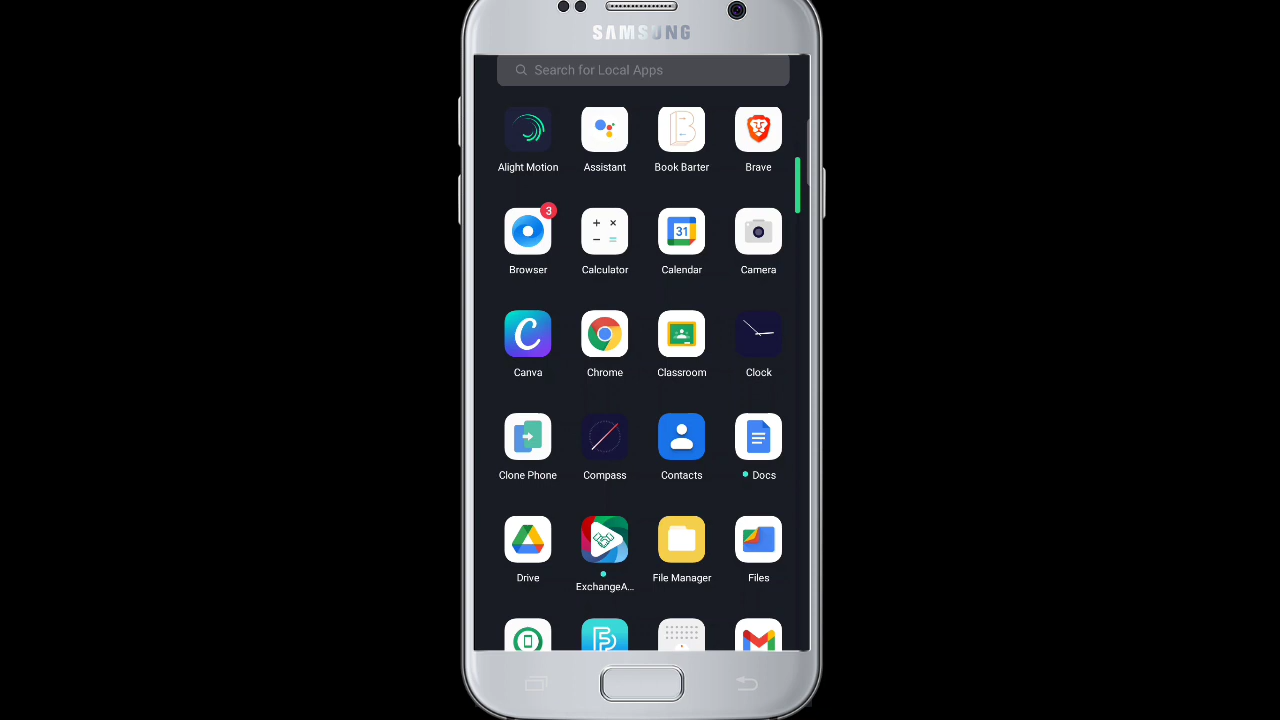 SAMSUNG
Search for Local Apps
Alight Motion Assistant Book Barter Brave
3
31
Browser Calculator Calendar Camera
C
Canva Chrome Classroom Clock
Clone Phone Compass Contacts Docs
Drive ExchangeA... File Manager Files